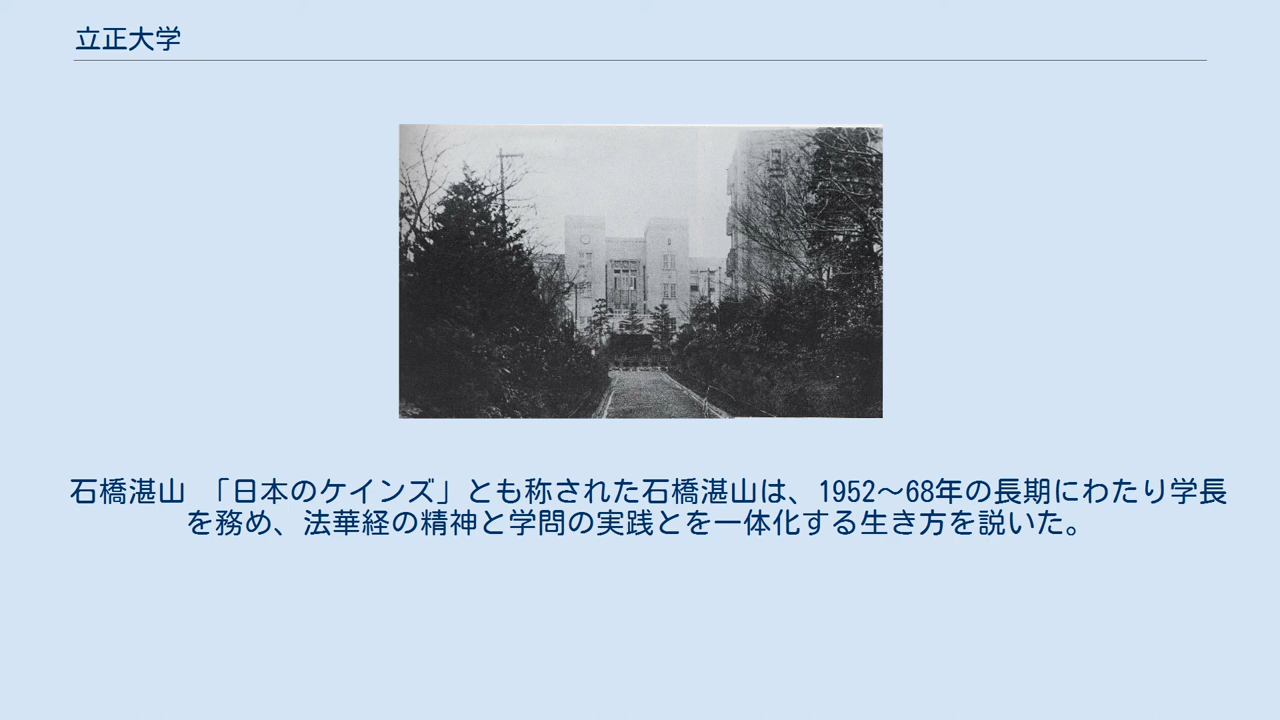 立正大学
石橋湛山 「日本のケインズ」とも称された石橋湛山は、1952～68年の長期にわたり学長
を務め、法華経の精神と学問の実践とを一体化する生き方を説いた。